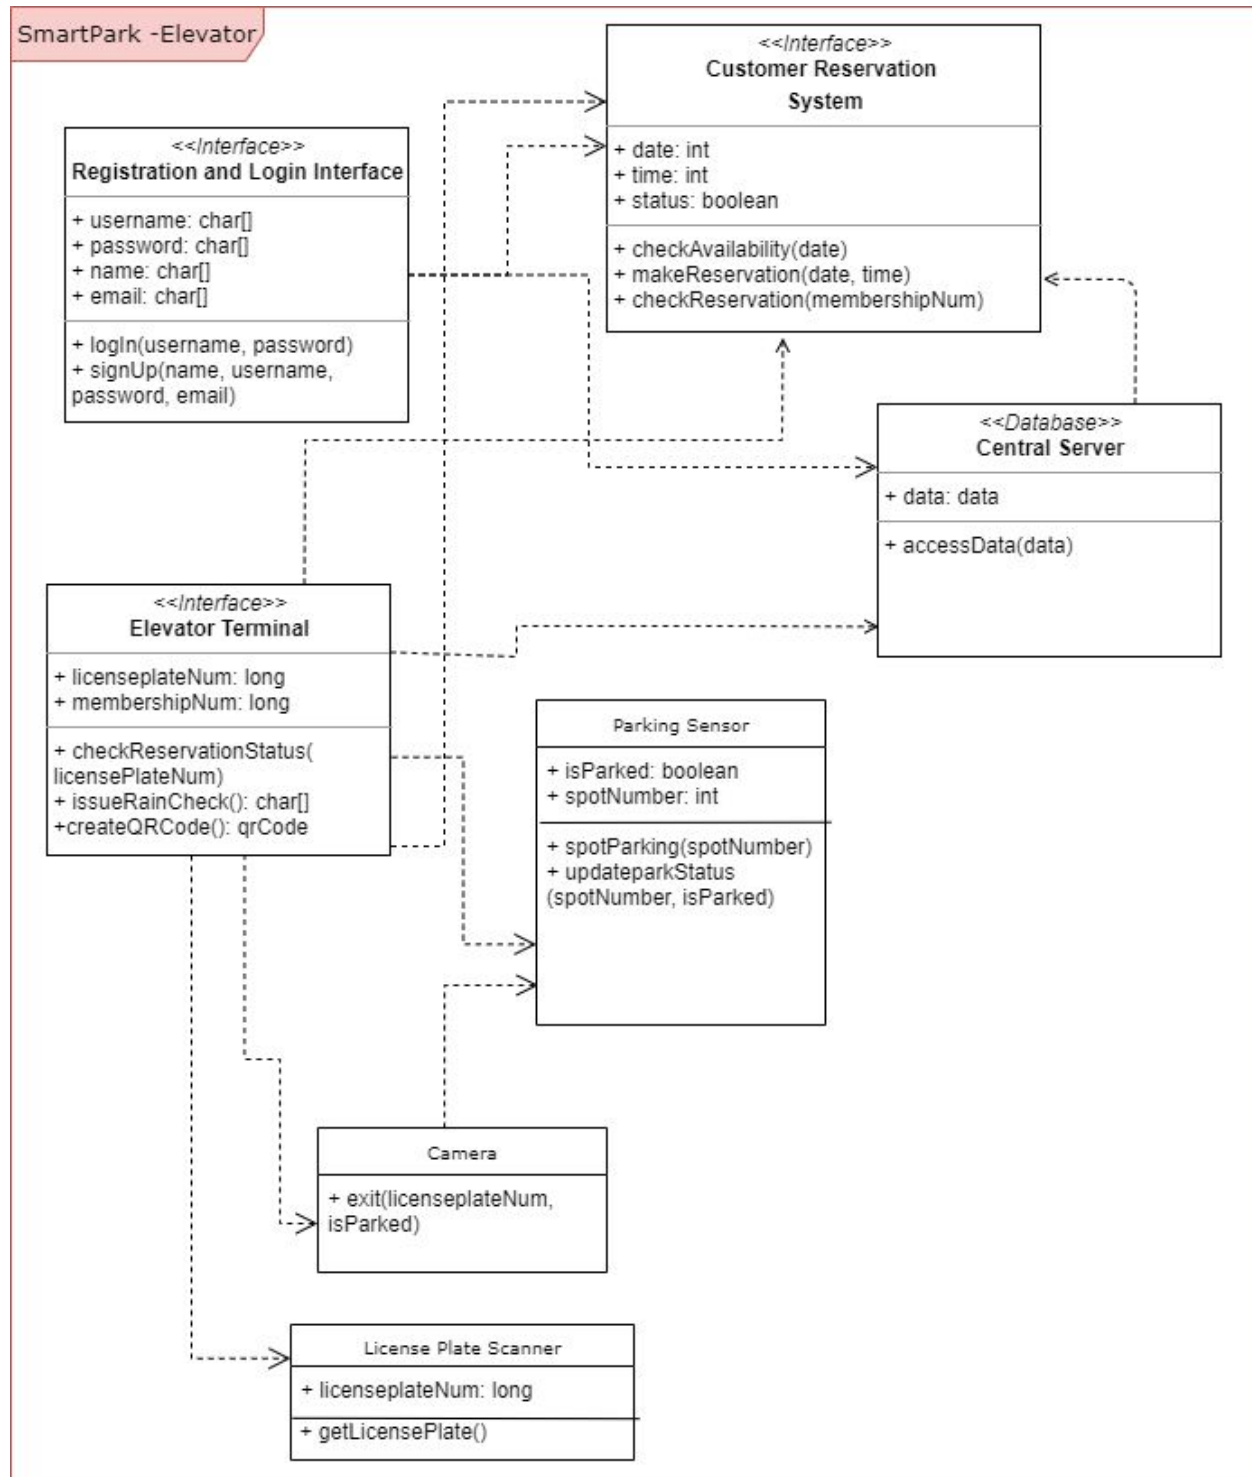 SmartPark -Elevator
<<Interface>>
Customer Reservation
System
+ date: int
+ time: int
+ status: boolean
+ checkAvailability(date)
+ makeReservation(date, time)
+ checkReservation(membershipNum)
<<Interface>>
Registration and Login Interface
+ username: char[]
+ password: char[]
+ name: char[]
+ email: char[]
+ logIn(username, password)
+ signUp(name, username,
password, email)
<<Database>>
Central Server
+ data: data
+ accessData(data)
<<Interface>>
Elevator Terminal
+ licenseplateNum: long
+ membershipNum: long
+ checkReservationStatus(
licensePlateNum)
+ issueRainCheck(): char[]
+createQRCode(): qrCode
Parking Sensor
+ isParked: boolean
+ spotNumber: int
+ spotParking(spotNumber)
+ updateparkStatus
(spotNumber, isParked)
Camera
+ exit(licenseplateNum,
isParked)
License Plate Scanner
+ licenseplateNum: long
+ getLicensePlate()